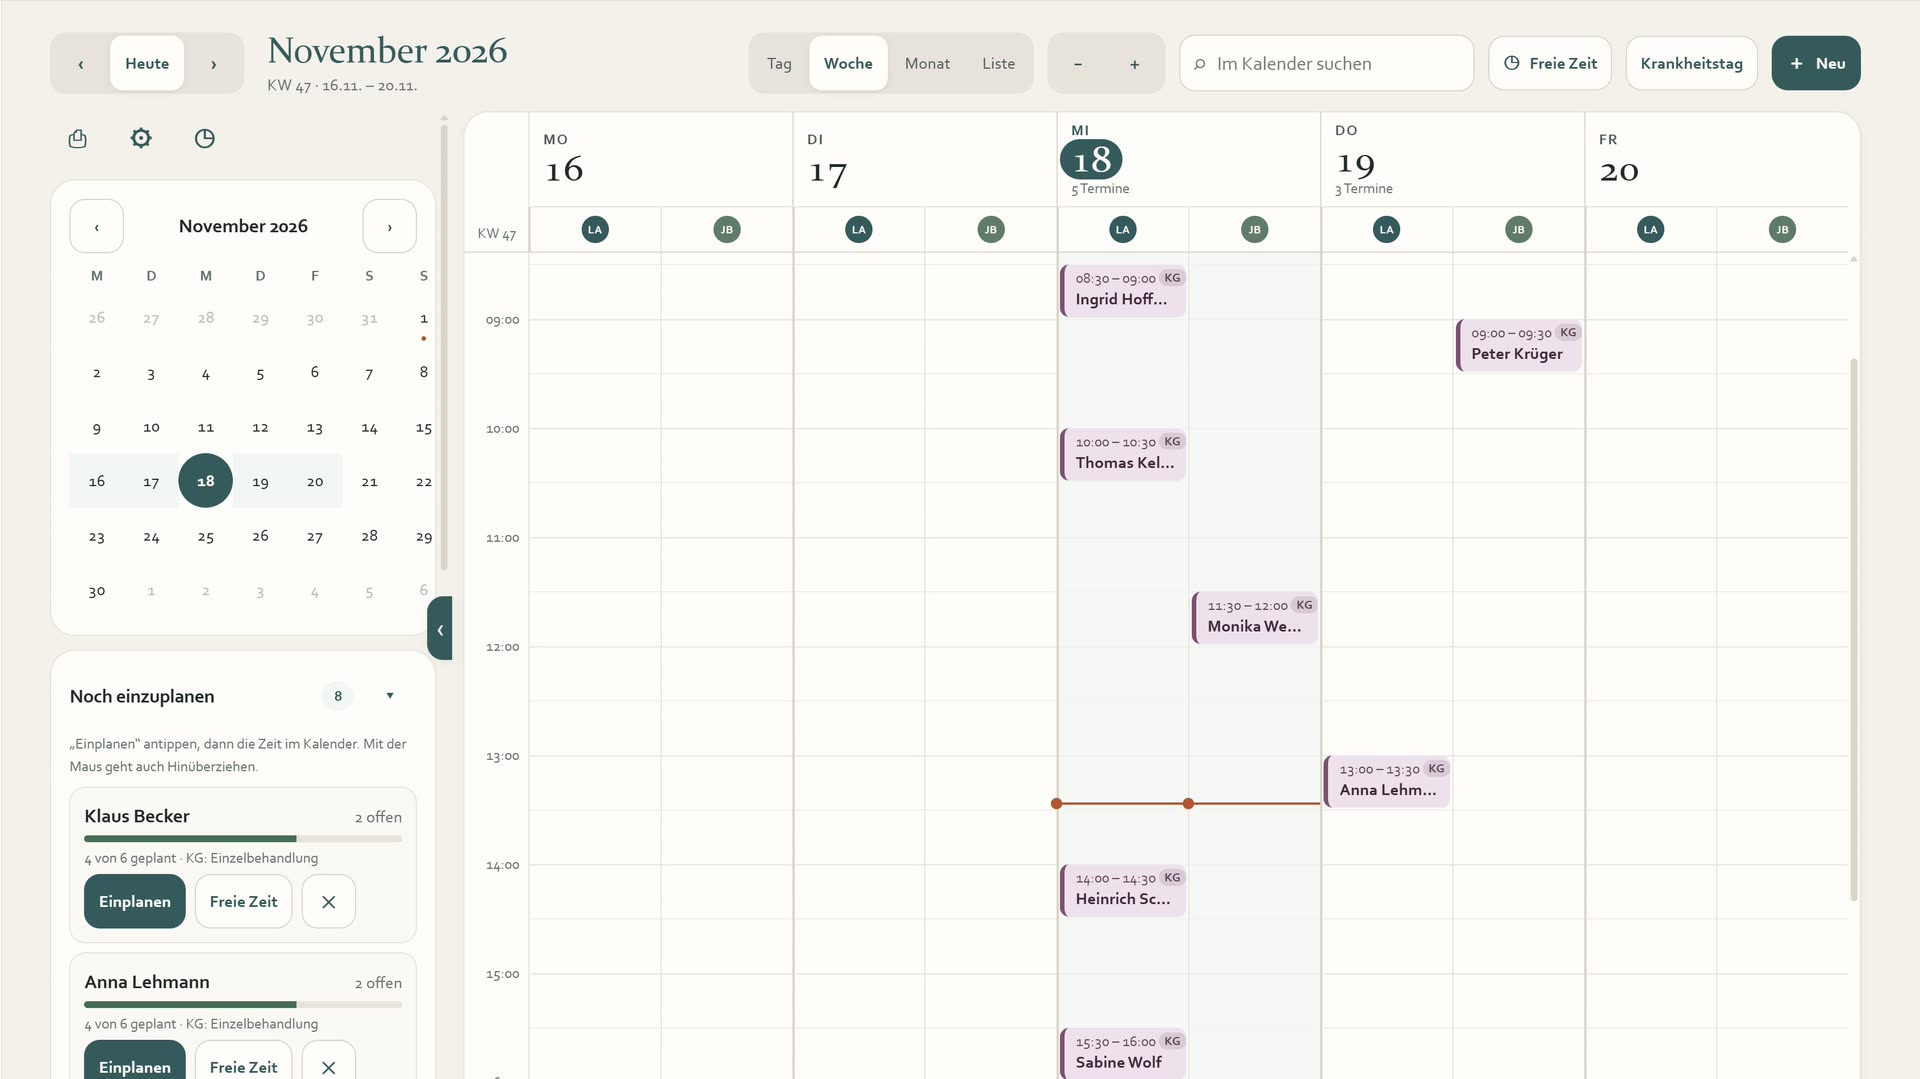 ‹ Heute ›
November 2026
KW 47 · 16.11. – 20.11.
Tag Woche Monat Liste
− +
Im Kalender suchen
Freie Zeit
Krankheitstag
+ Neu
‹ November 2026 ›
M D M D F S S
26 27 28 29 30 31 1
2 3 4 5 6 7 8
9 10 11 12 13 14 15
16 17 18 19 20 21 22
23 24 25 26 27 28 29
30 1 2 3 4 5 6
‹
Noch einzuplanen 8 ▾
„Einplanen“ antippen, dann die Zeit im Kalender. Mit der
Maus geht auch Hinüberziehen.
Klaus Becker 2 offen
4 von 6 geplant · KG: Einzelbehandlung
Einplanen Freie Zeit ✕
Anna Lehmann 2 offen
4 von 6 geplant · KG: Einzelbehandlung
Einplanen Freie Zeit ✕
MO
16
DI
17
MI
18
5 Termine
DO
19
3 Termine
FR
20
KW 47 LA JB LA JB LA JB LA JB LA JB
08:30 – 09:00 KG
Ingrid Hoff…
09:00
09:00 – 09:30 KG
Peter Krüger
10:00
10:00 – 10:30 KG
Thomas Kel…
11:00
11:30 – 12:00 KG
Monika We…
12:00
13:00
13:00 – 13:30 KG
Anna Lehm…
14:00
14:00 – 14:30 KG
Heinrich Sc…
15:00
15:30 – 16:00 KG
Sabine Wolf